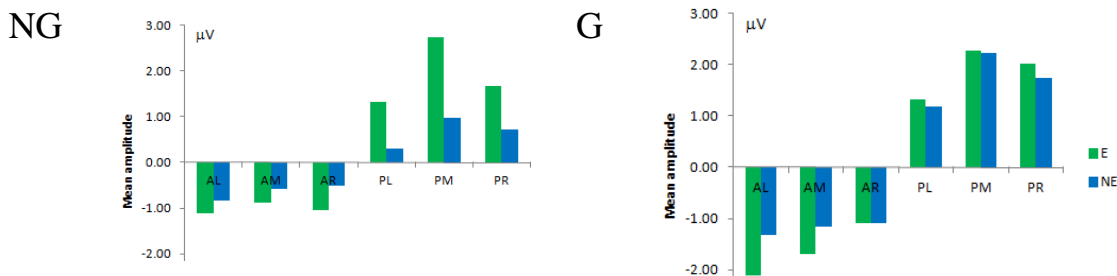 NG
µV
Mean amplitude
3.00
2.00
1.00
0.00
-1.00
-2.00
AL AM AR PL PM PR
G
µV
Mean amplitude
3.00
2.00
1.00
0.00
-1.00
-2.00
AL AM AR PL PM PR
E
NE